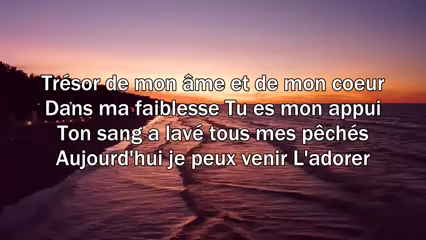 Trésor de mon âme et de mon coeur
Dans ma faiblesse Tu es mon appui
Ton sang a lavé tous mes pêchés
Aujourd'hui je peux venir L'adorer